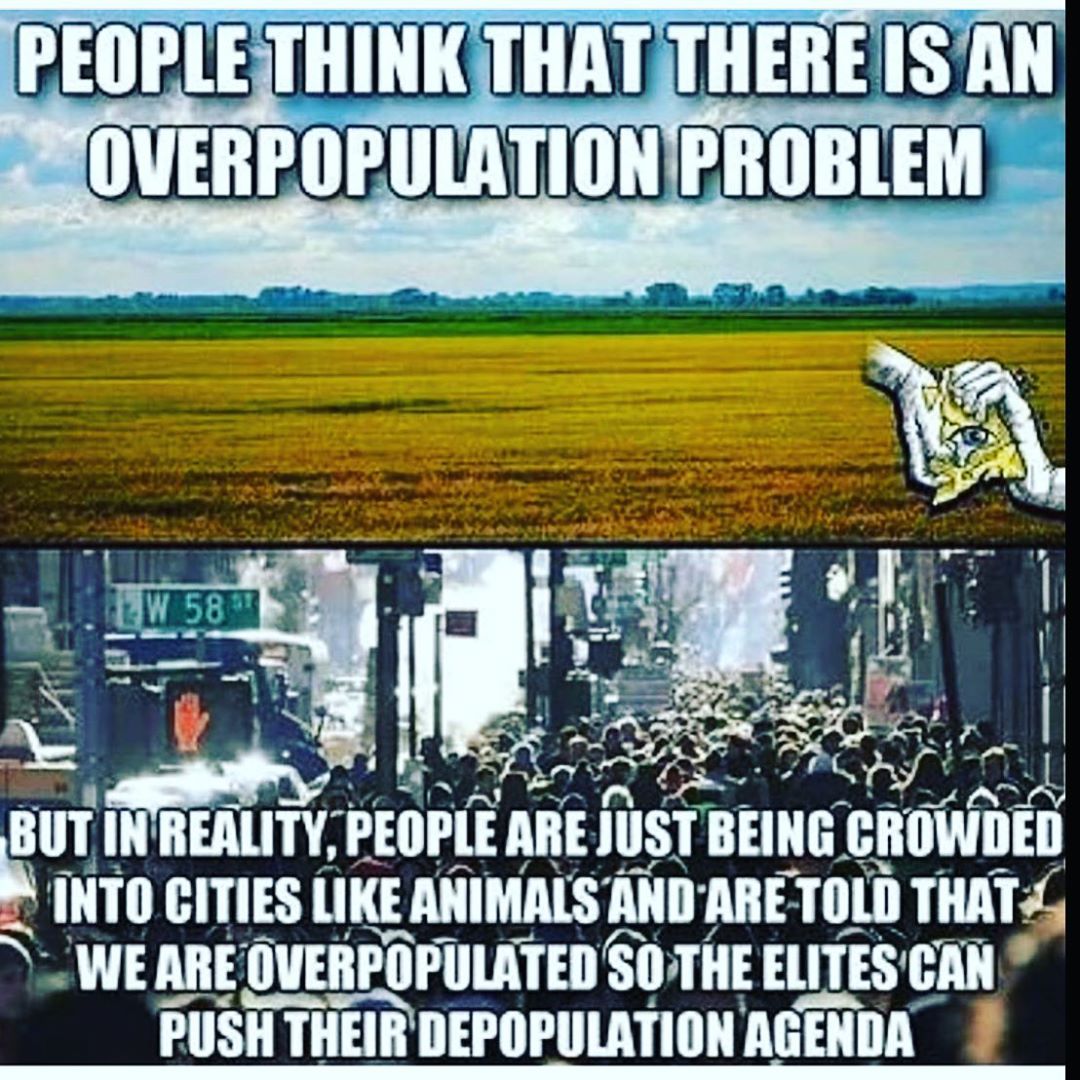 PEOPLE THINK THAT THERE IS AN
OVERPOPULATION PROBLEM
W 58 ST
BUT IN REALITY, PEOPLE ARE JUST BEING CROWDED
INTO CITIES LIKE ANIMALS AND ARE TOLD THAT
WE ARE OVERPOPULATED SO THE ELITES CAN
PUSH THEIR DEPOPULATION AGENDA